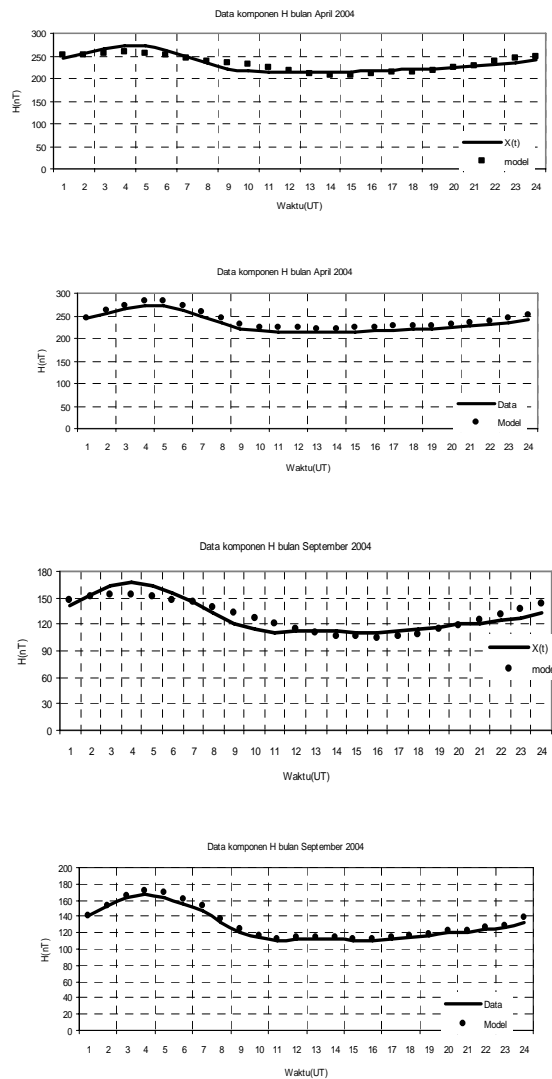 Data komponen H bulan April 2004
300
250
200
150
100
50
0
H(nT)
X(t)
model
1 2 3 4 5 6 7 8 9 10 11 12 13 14 15 16 17 18 19 20 21 22 23 24
Waktu(UT)
Data komponen H bulan April 2004
300
250
200
150
100
50
0
H(nT)
Data
Model
1 2 3 4 5 6 7 8 9 10 11 12 13 14 15 16 17 18 19 20 21 22 23 24
Waktu(UT)
Data komponen H bulan September 2004
180
150
120
90
60
30
0
H(nT)
X(t)
mode
1 2 3 4 5 6 7 8 9 10 11 12 13 14 15 16 17 18 19 20 21 22 23 24
Waktu(UT)
Data komponen H bulan September 2004
200
180
160
140
120
100
80
60
40
20
0
H(nT)
Data
Model
1 2 3 4 5 6 7 8 9 10 11 12 13 14 15 16 17 18 19 20 21 22 23 24
Waktu(UT)